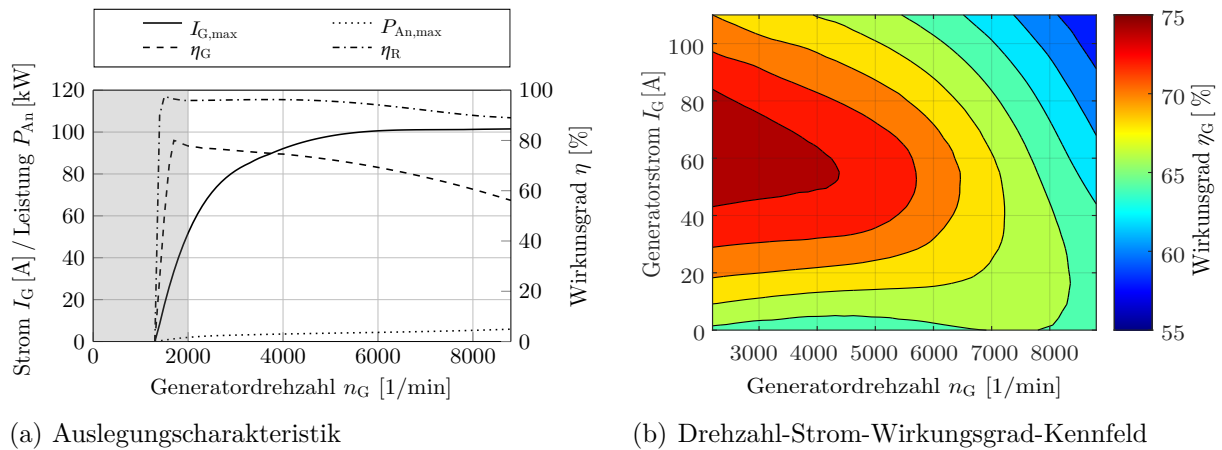 I_G,max P_An,max
η_G η_R
Strom I_G [A] / Leistung P_An [kW]
120
100
80
60
40
20
0
100
80
60
40
20
0
Wirkunsgrad η [%]
0 2000 4000 6000 8000
Generatordrehzahl n_G [1/min]
(a) Auslegungscharakteristik
Generatorstrom I_G [A]
100
80
60
40
20
0
3000 4000 5000 6000 7000 8000
Generatordrehzahl n_G [1/min]
75
70
65
60
55
Wirkunsgrad η_G [%]
(b) Drehzahl-Strom-Wirkungsgrad-Kennfeld